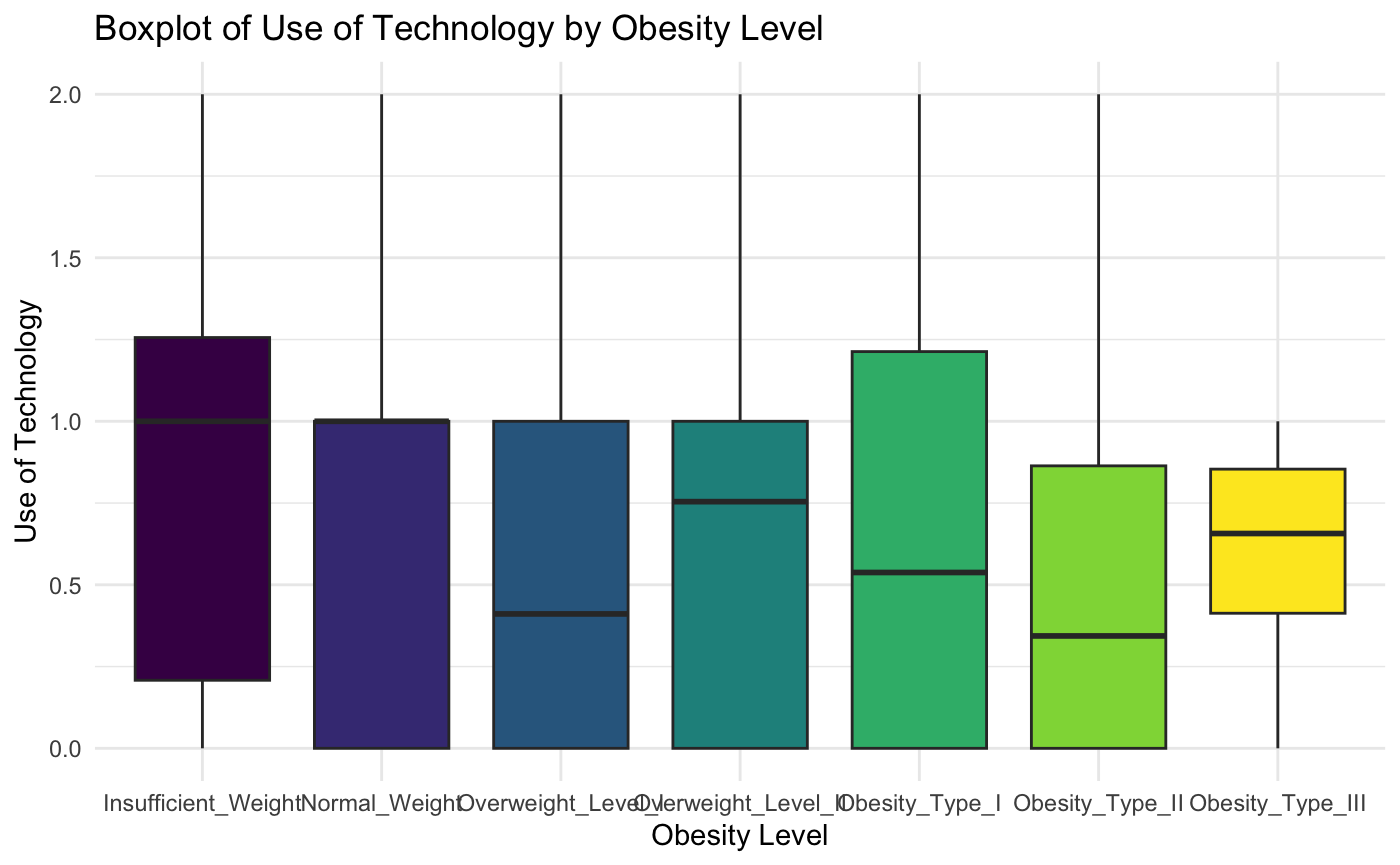 Boxplot of Use of Technology by Obesity Level
Use of Technology
2.0
1.5
1.0
0.5
0.0
Insufficient_Weight Normal_Weight Overweight_Level_I Overweight_Level_II Obesity_Type_I Obesity_Type_II Obesity_Type_III
Obesity Level